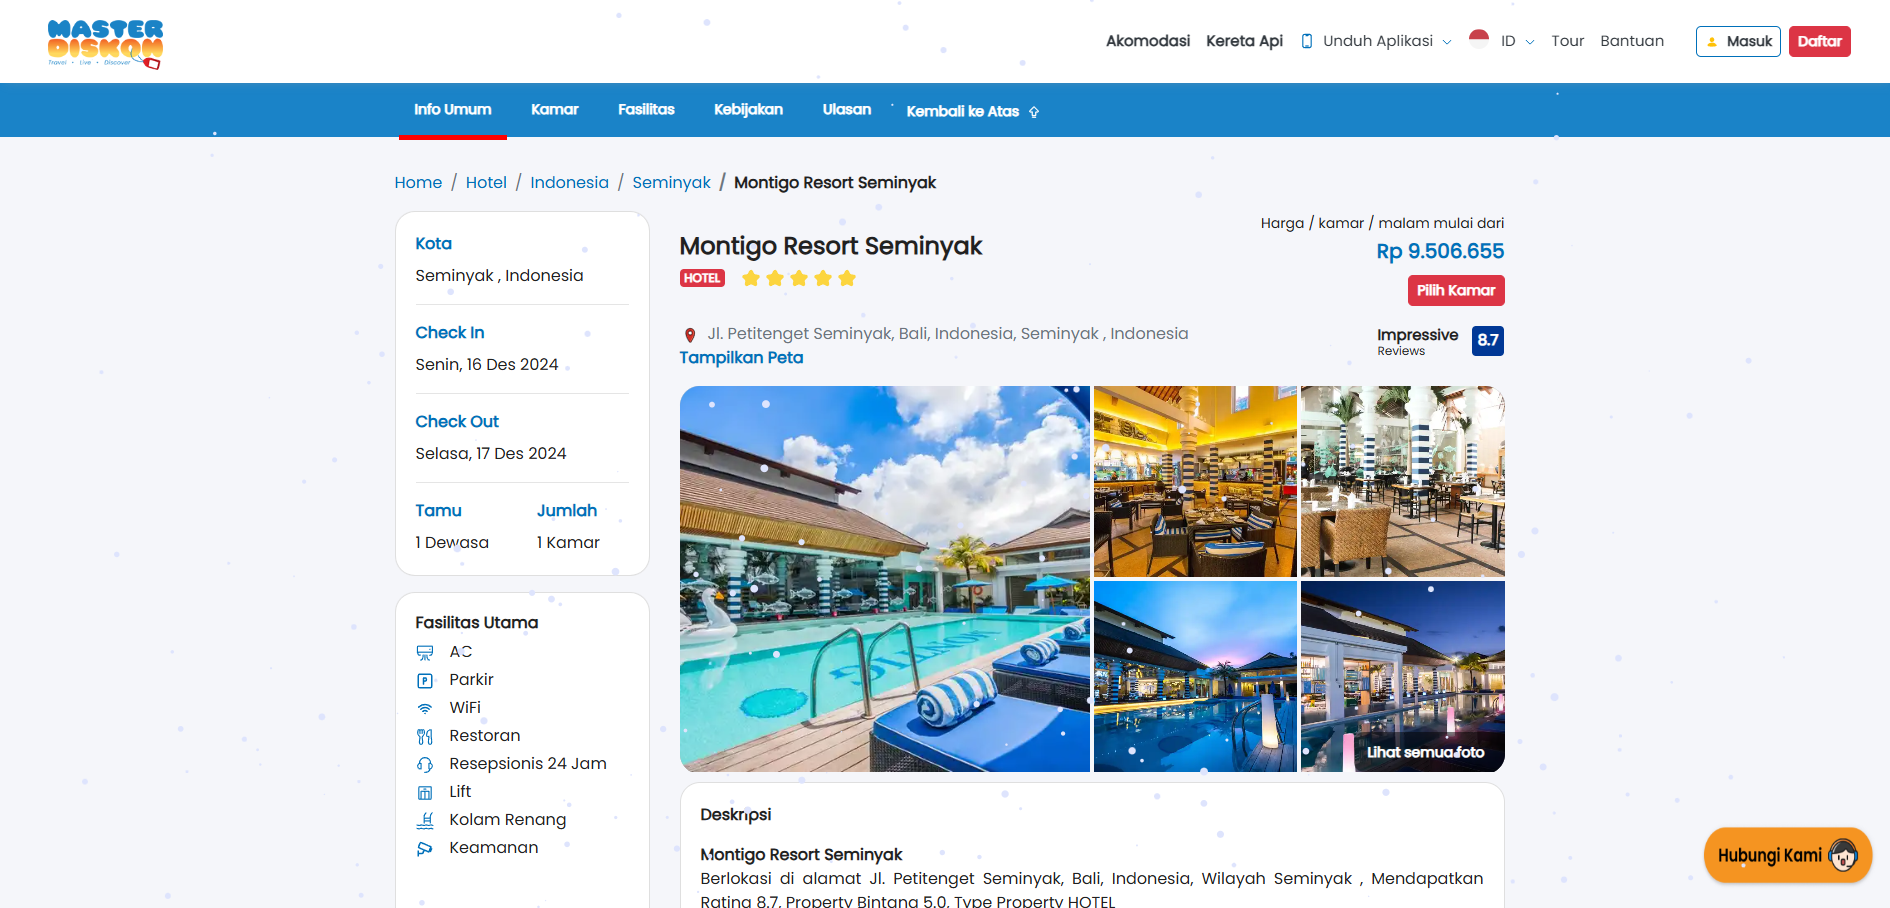 MASTER
DISKON
Travel • Live • Discover
Akomodasi
Kereta Api
Unduh Aplikasi
ID
Tour
Bantuan
Masuk
Daftar
Info Umum
Kamar
Fasilitas
Kebijakan
Ulasan
Kembali ke Atas
Home / Hotel / Indonesia / Seminyak / Montigo Resort Seminyak
Kota
Seminyak , Indonesia
Check In
Senin, 16 Des 2024
Check Out
Selasa, 17 Des 2024
Tamu
Jumlah
1 Dewasa
1 Kamar
Fasilitas Utama
AC
Parkir
WiFi
Restoran
Resepsionis 24 Jam
Lift
Kolam Renang
Keamanan
Montigo Resort Seminyak
HOTEL
Harga / kamar / malam mulai dari
Rp 9.506.655
Pilih Kamar
Jl. Petitenget Seminyak, Bali, Indonesia, Seminyak , Indonesia
Tampilkan Peta
Impressive
Reviews
8.7
MONTIGO
Lihat semua foto
Deskripsi
Montigo Resort Seminyak
Berlokasi di alamat Jl. Petitenget Seminyak, Bali, Indonesia, Wilayah Seminyak , Mendapatkan
Rating 8.7, Property Bintang 5.0, Type Property HOTEL
Hubungi Kami